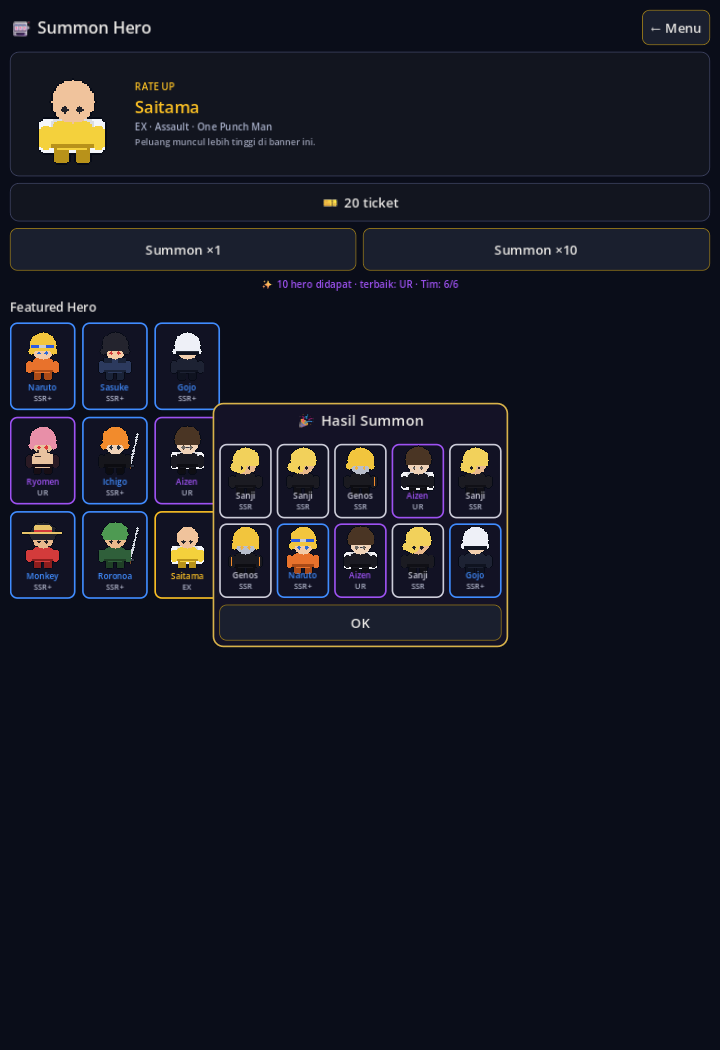 Summon Hero
← Menu
RATE UP
Saitama
EX · Assault · One Punch Man
Peluang muncul lebih tinggi di banner ini.
20 ticket
Summon ×1
Summon ×10
10 hero didapat · terbaik: UR · Tim: 6/6
Featured Hero
Naruto
SSR+
Sasuke
SSR+
Gojo
SSR+
Ryomen
UR
Ichigo
SSR+
Aizen
UR
Monkey
SSR+
Roronoa
SSR+
Saitama
EX
Hasil Summon
Sanji
SSR
Sanji
SSR
Genos
SSR
Aizen
UR
Sanji
SSR
Genos
SSR
Naruto
SSR+
Aizen
UR
Sanji
SSR
Gojo
SSR+
OK